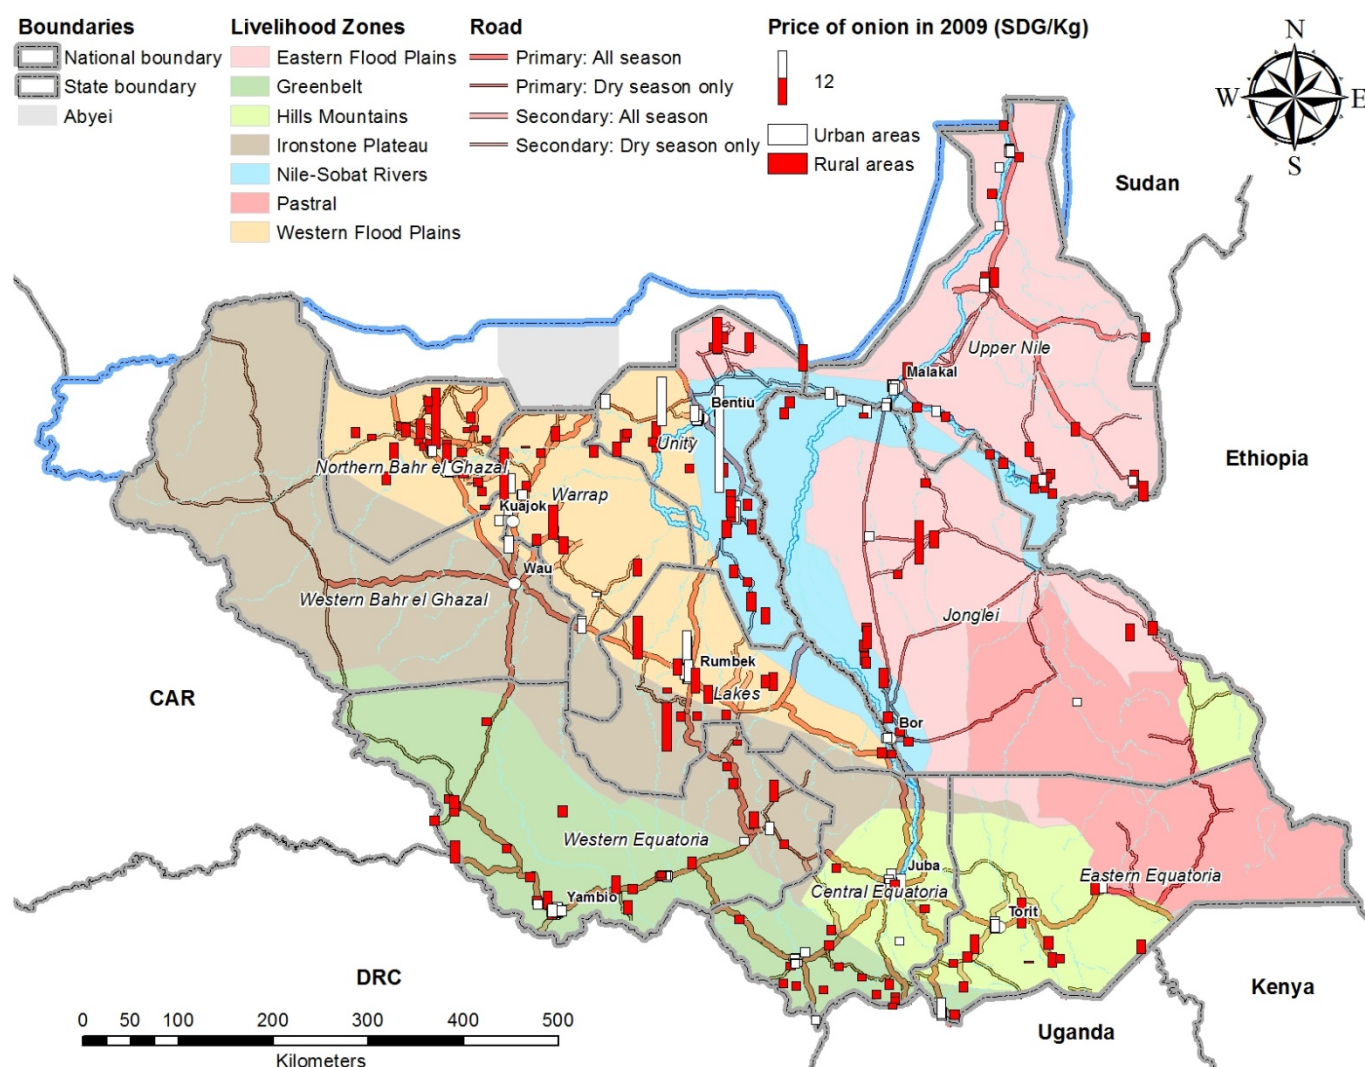 Boundaries
National boundary
State boundary
Abyei
Livelihood Zones
Eastern Flood Plains
Greenbelt
Hills Mountains
Ironstone Plateau
Nile-Sobat Rivers
Pastral
Western Flood Plains
Road
Primary: All season
Primary: Dry season only
Secondary: All season
Secondary: Dry season only
Price of onion in 2009 (SDG/Kg)
12
Urban areas
Rural areas
N
W
E
S
Sudan
Upper Nile
Malakal
Bentiu
Unity
Ethiopia
Northern Bahr el Ghazal
Warrap
Kuajok
Wau
Western Bahr el Ghazal
Jonglei
Rumbek
Lakes
CAR
Bor
Western Equatoria
Juba
Central Equatoria
Eastern Equatoria
Yambio
Torit
DRC
Kenya
Uganda
0 50 100 200 300 400 500
Kilometers